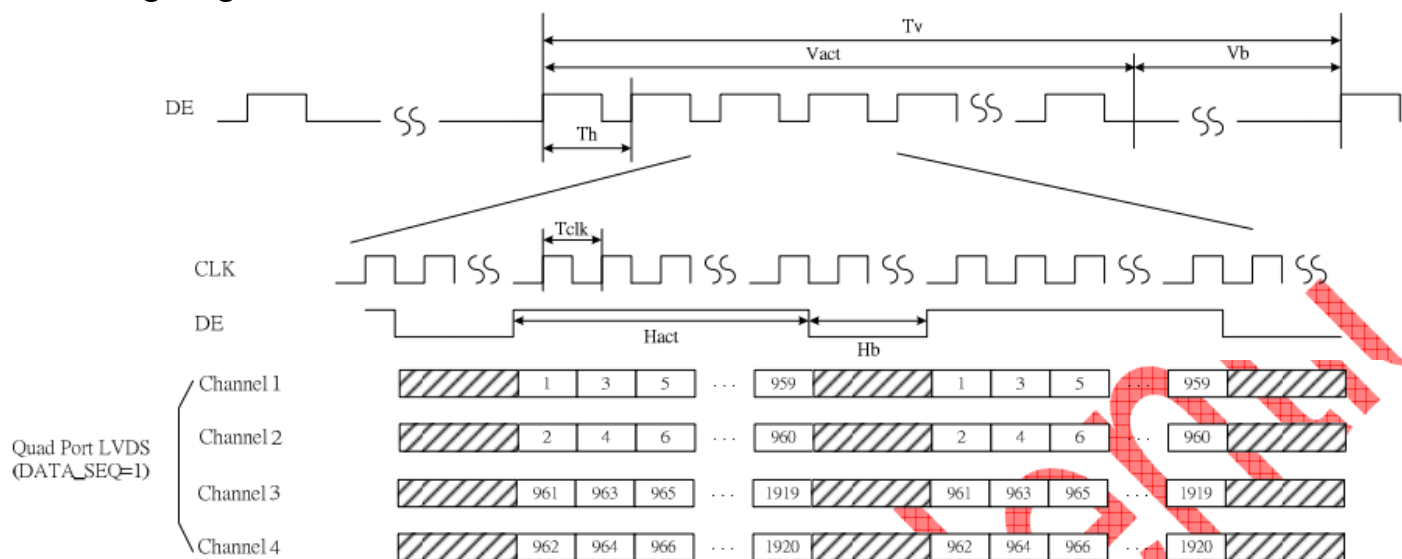 Tv
Vact Vb
DE
Th
Tclk
CLK
DE
Hact
Hb
Channel 1 1 3 5 ... 959 1 3 5 ... 959
Channel 2 2 4 6 ... 960 2 4 6 ... 960
Quad Port LVDS
(DATA_SEQ=1)
Channel 3 961 963 965 ... 1919 961 963 965 ... 1919
Channel 4 962 964 966 ... 1920 962 964 966 ... 1920